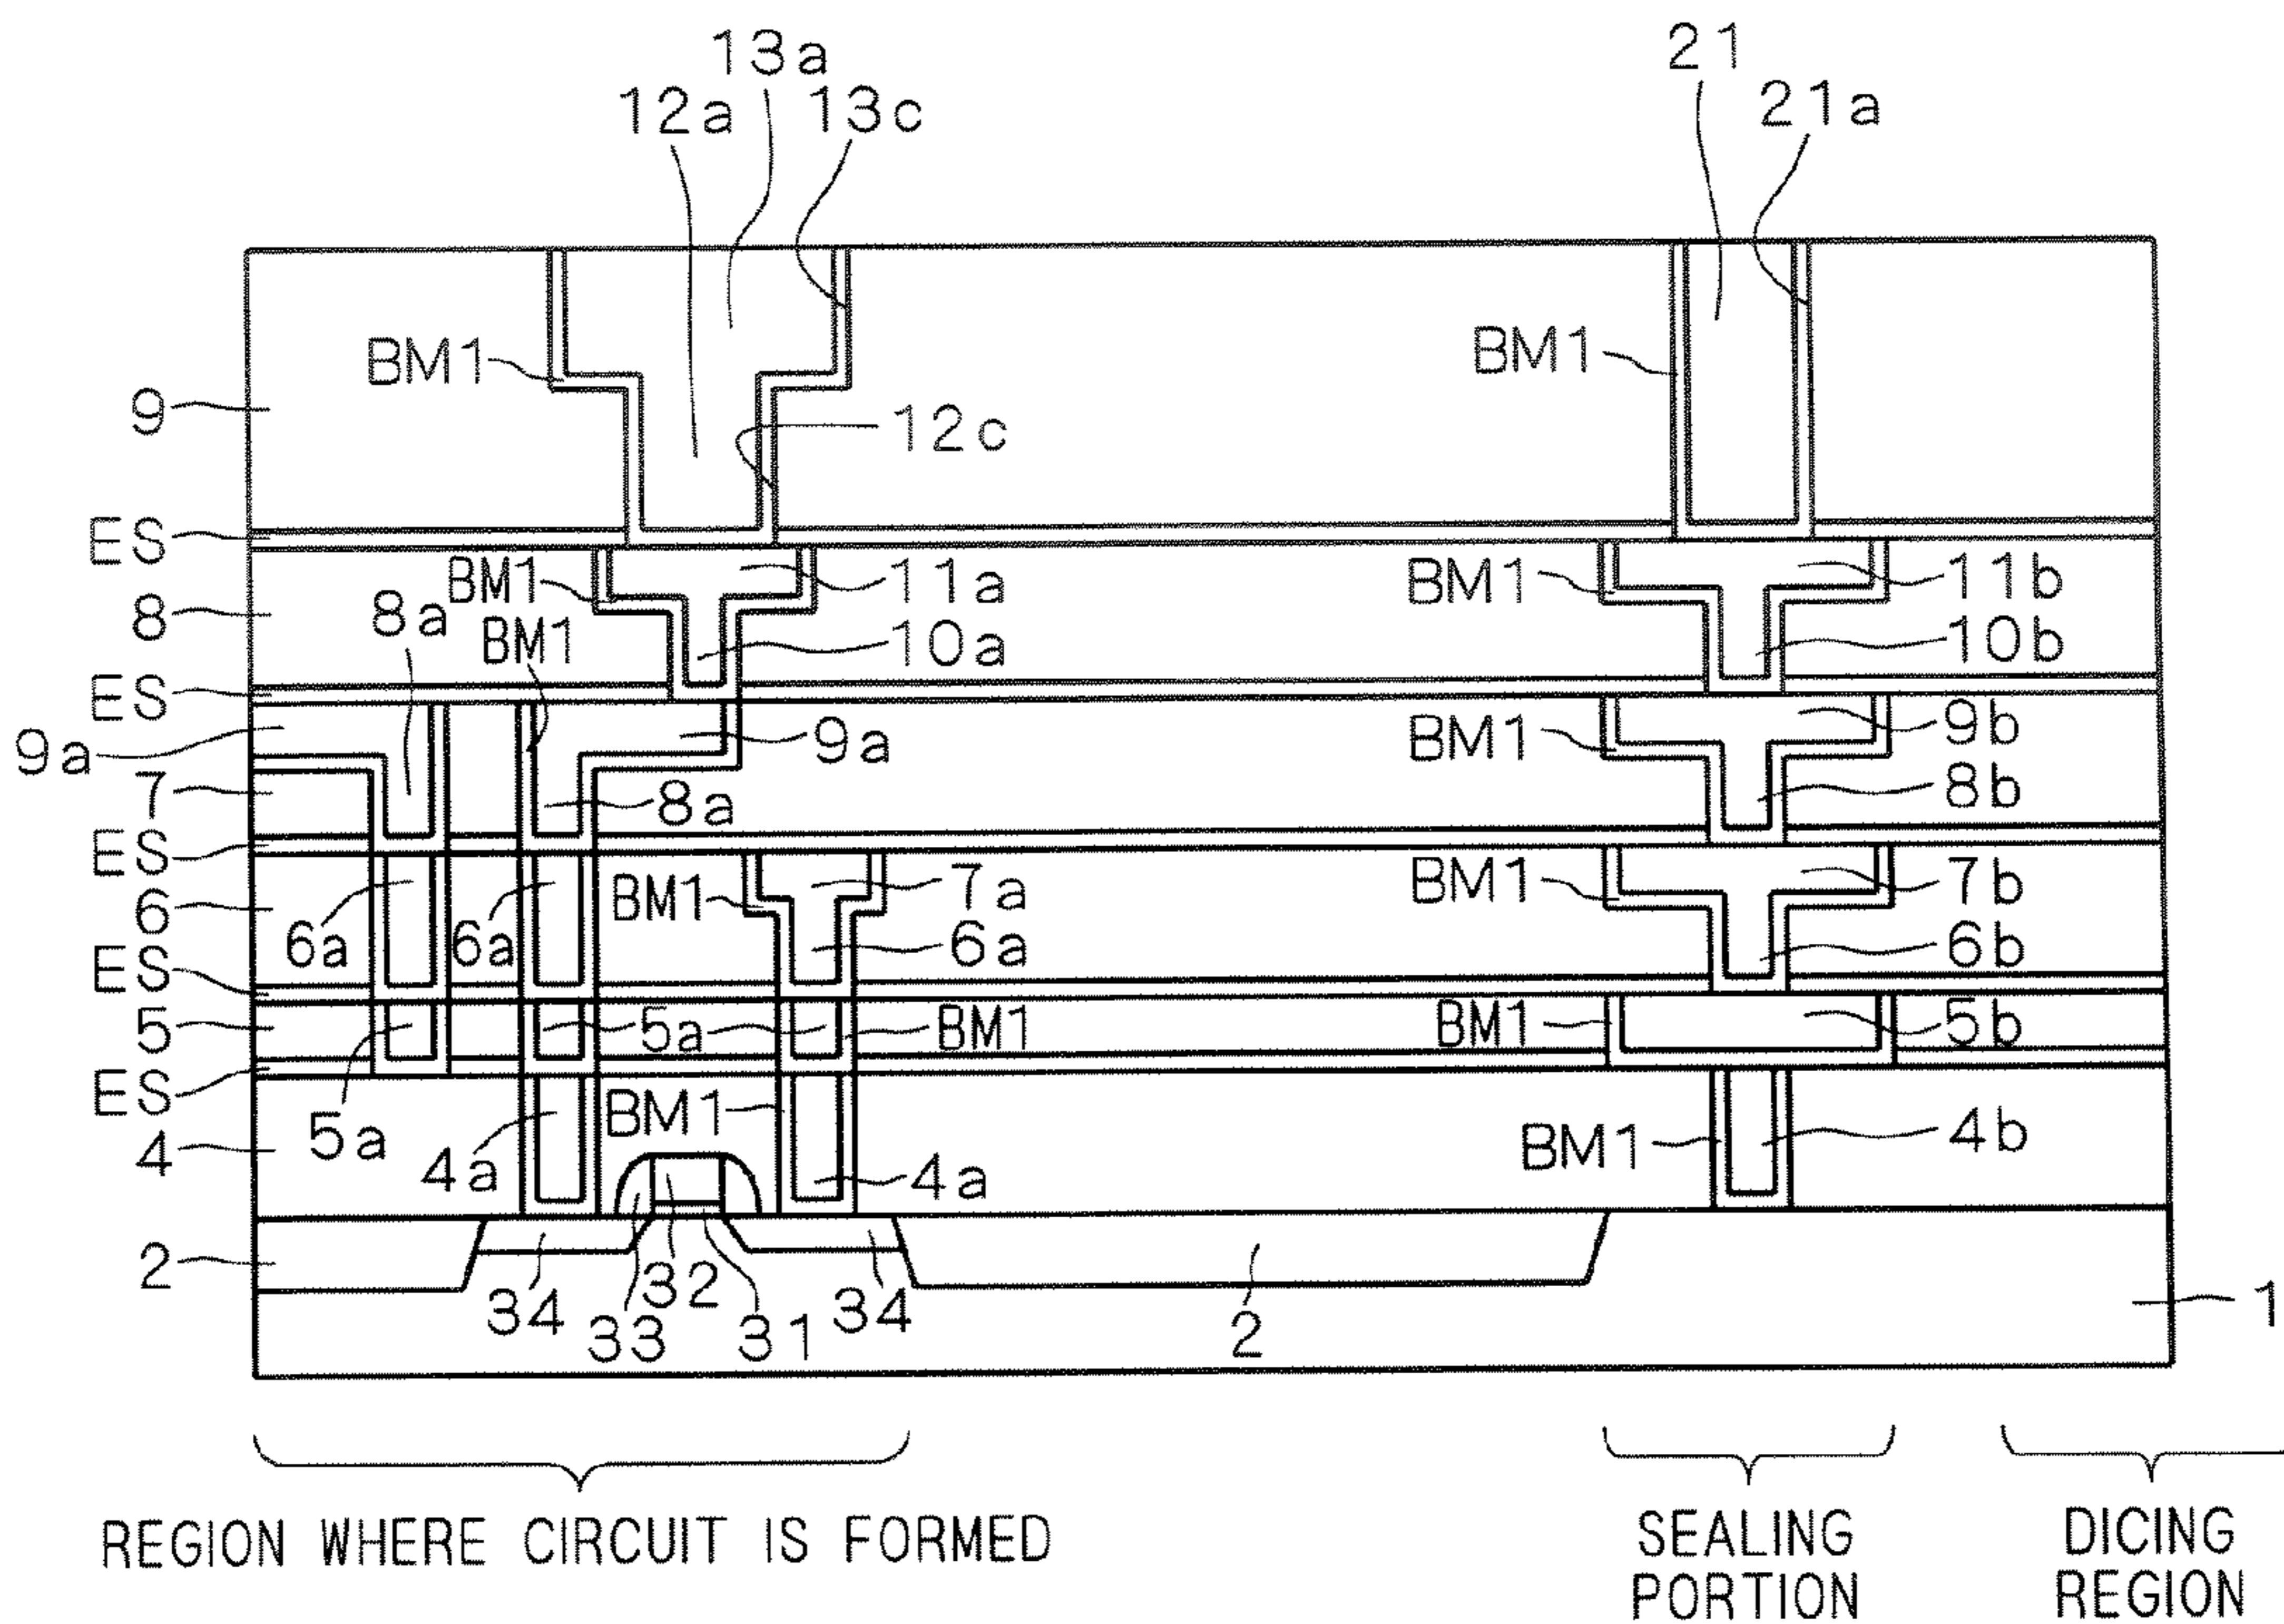 13a
21
12a
13c
21a
BM1
BM1
9
12c
ES
BM1
11a
BM1
11b
8
8a
BM1
10a
10b
ES
9a
9a
BM1
9b
7
8a
8b
ES
6
6a
6a
BM1
7a
BM1
7b
6a
6b
ES
5
5a
BM1
BM1
5b
ES
4
5a
4a
BM1
4a
BM1
4b
2
34
33
32
31
34
2
1
REGION WHERE CIRCUIT IS FORMED
SEALING
PORTION
DICING
REGION